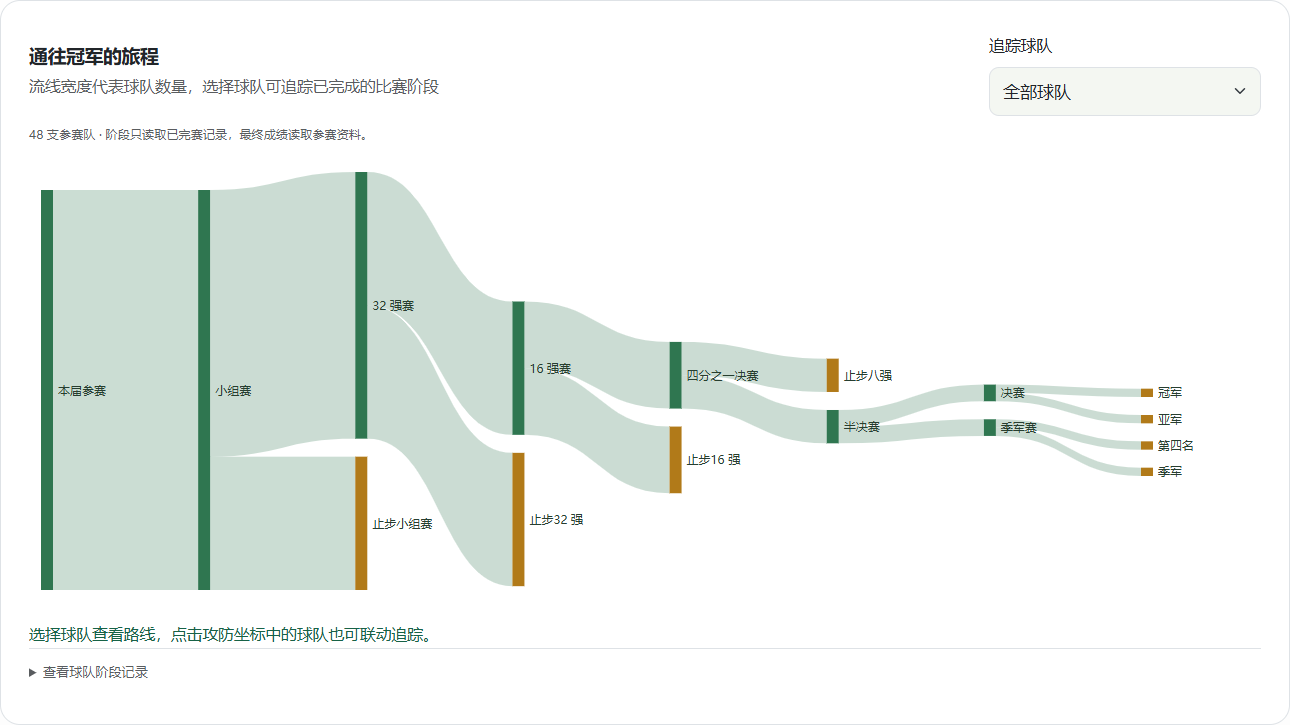 通往冠军的旅程
流线宽度代表球队数量，选择球队可追踪已完成的比赛阶段
追踪球队
全部球队
48 支参赛队 · 阶段只读取已完赛记录，最终成绩读取参赛资料。
本届参赛
小组赛
32 强赛
止步小组赛
16 强赛
止步32 强
四分之一决赛
止步16 强
止步八强
半决赛
决赛
季军赛
冠军
亚军
第四名
季军
选择球队查看路线，点击攻防坐标中的球队也可联动追踪。
查看球队阶段记录